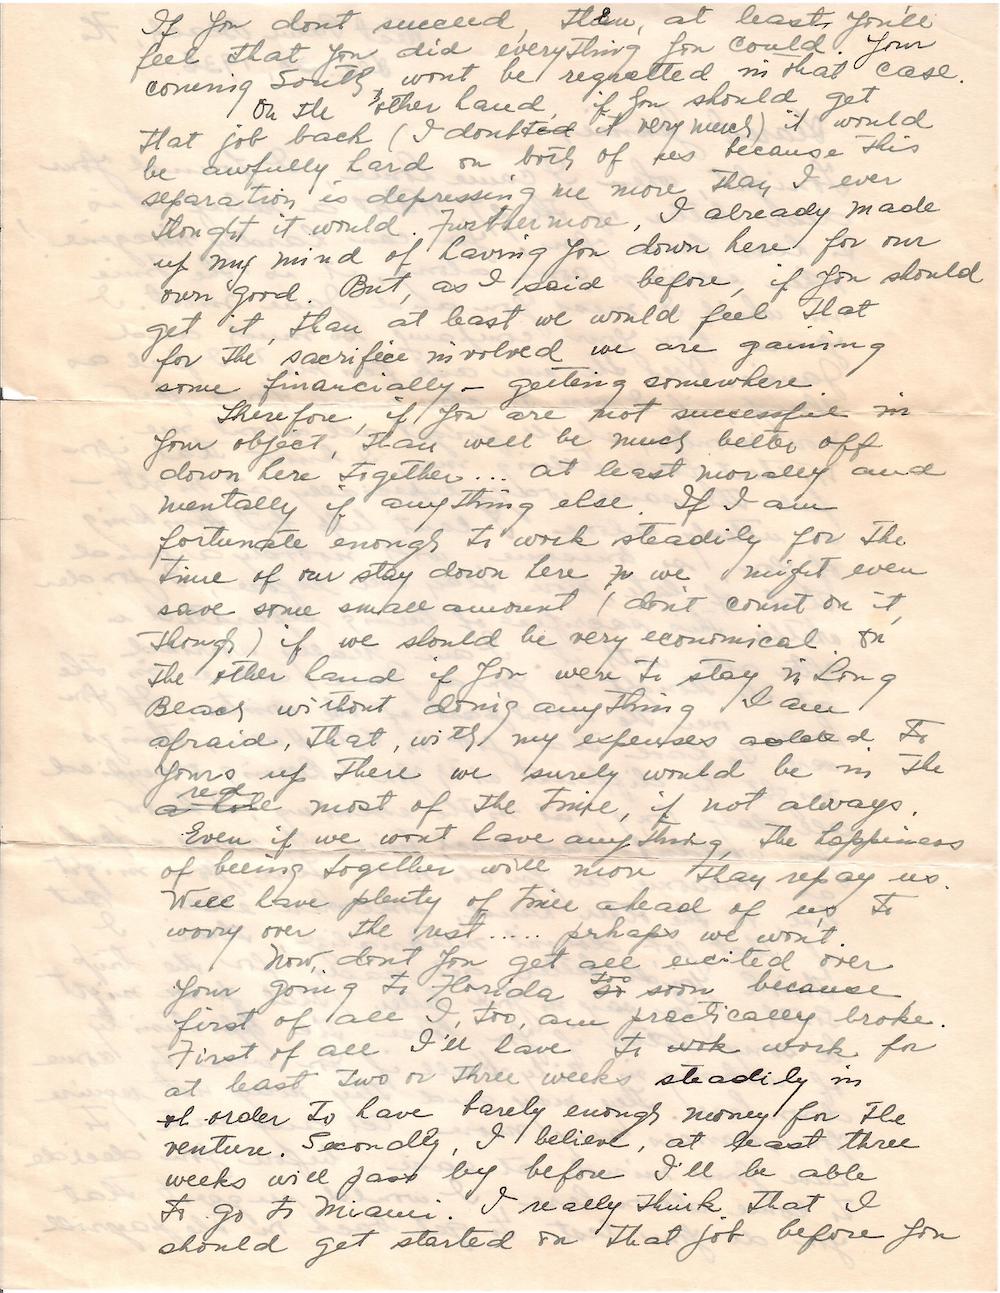 If you dont succeed, then, at least, you'll
feel that you did everything you could. Your
coming South, wont be regretted in that case.
On the other hand, if you should get
that job back (I doubted it very much) it would
be awfully hard on both of us because this
separation is depressing me more than I ever
thought it would. Furthermore, I already made
up my mind of having you down here for our
own good. But, as I said before, if you should
get it, than at least we would feel that
for the sacrifice involved we are gaining
some financially – getting somewhere
Therefore, if you are not successful in
your object, than well be much better off
down here together... at least morally and
mentally if anything else. If I am
fortunate enough to work steadily for the
time of our stay down here we might even
save some small amount (don't count on it,
though) if we should be very economical. On
the other hand if you were to stay in Long
Beach without doing anything I am
afraid, that, with my expenses added to
yours up there we surely would be in the
red most of the time, if not always.
Even if we wont have anything, the happiness
of being together will more than repay us.
Well have plenty of time ahead of us to
worry over the rest..... perhaps we won't.
Now, dont you get all excited over
your going to Florida too soon because,
first of all I, too, am practically broke.
First of all I'll have to wok work for
at least two or three weeks steadily in
order to have barely enough money for the
venture. Secondly, I believe, at least three
weeks will pass by before I'll be able
to go to Miami. I really think that I
should get started on that job before you